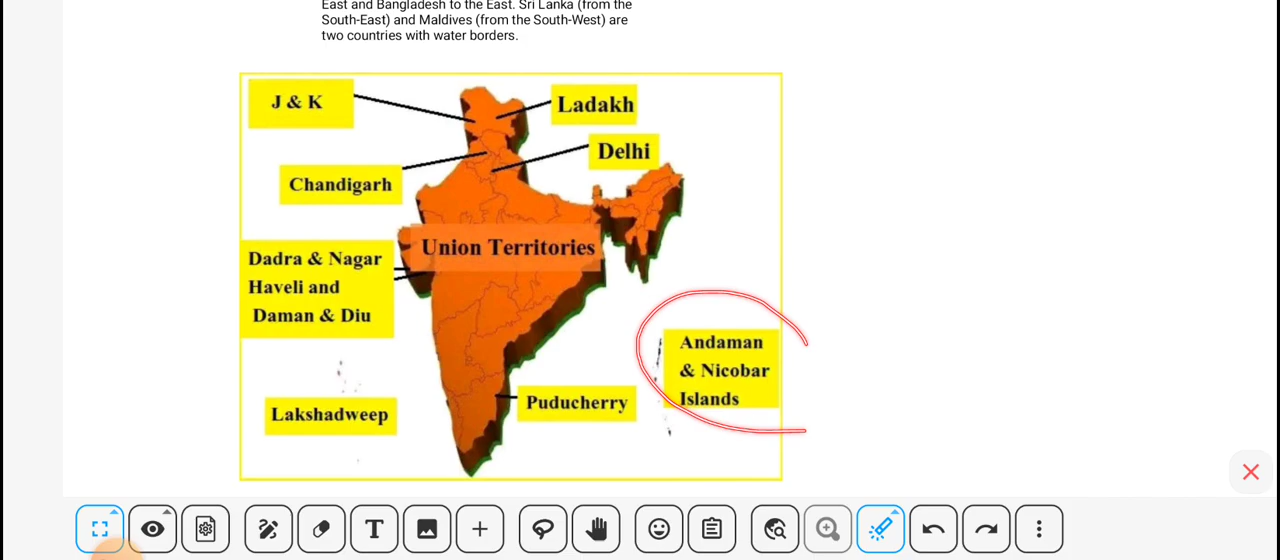 East and Bangladesh to the East. Sri Lanka (from the
South-East) and Maldives (from the South-West) are
two countries with water borders.
J & K
Ladakh
Delhi
Chandigarh
Union Territories
Dadra & Nagar
Haveli and
Daman & Diu
Andaman
& Nicobar
Islands
Puducherry
Lakshadweep
T